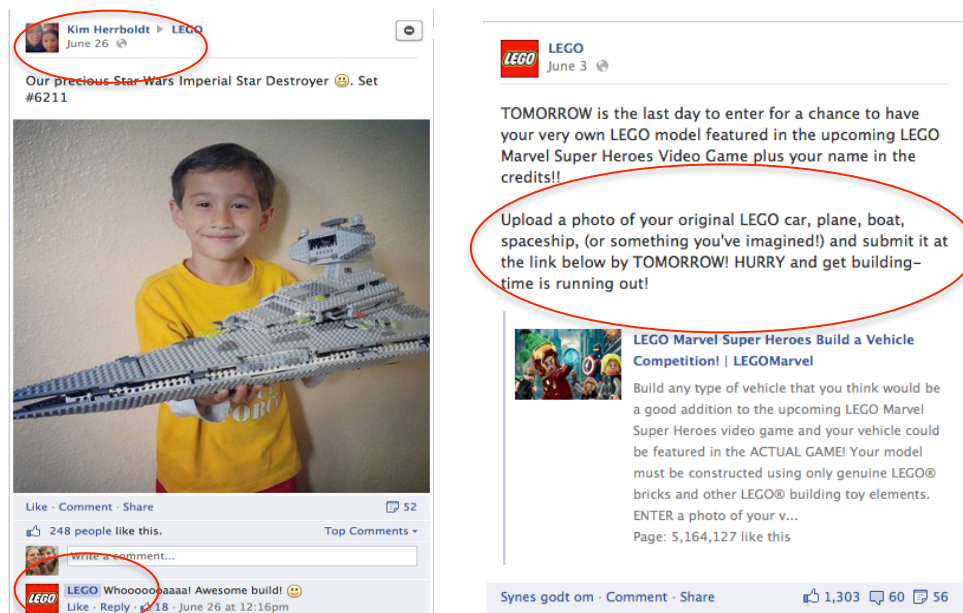 Kim Herrboldt ▶ LEGO
June 26
Our precious Star Wars Imperial Star Destroyer 😃. Set
#6211
FORCE
Like · Comment · Share 52
248 people like this. Top Comments
Write a comment...
LEGO
LEGO Whooooooaaaa! Awesome build! 😃
Like · Reply · 18 · June 26 at 12:16pm
LEGO
LEGO
June 3
TOMORROW is the last day to enter for a chance to have
your very own LEGO model featured in the upcoming LEGO
Marvel Super Heroes Video Game plus your name in the
credits!!
Upload a photo of your original LEGO car, plane, boat,
spaceship, (or something you've imagined!) and submit it at
the link below by TOMORROW! HURRY and get building-
time is running out!
LEGO Marvel Super Heroes Build a Vehicle
Competition! | LEGOMarvel
Build any type of vehicle that you think would be
a good addition to the upcoming LEGO Marvel
Super Heroes video game and your vehicle could
be featured in the ACTUAL GAME! Your model
must be constructed using only genuine LEGO®
bricks and other LEGO® building toy elements.
ENTER a photo of your v...
Page: 5,164,127 like this
Synes godt om · Comment · Share 1,303 60 56